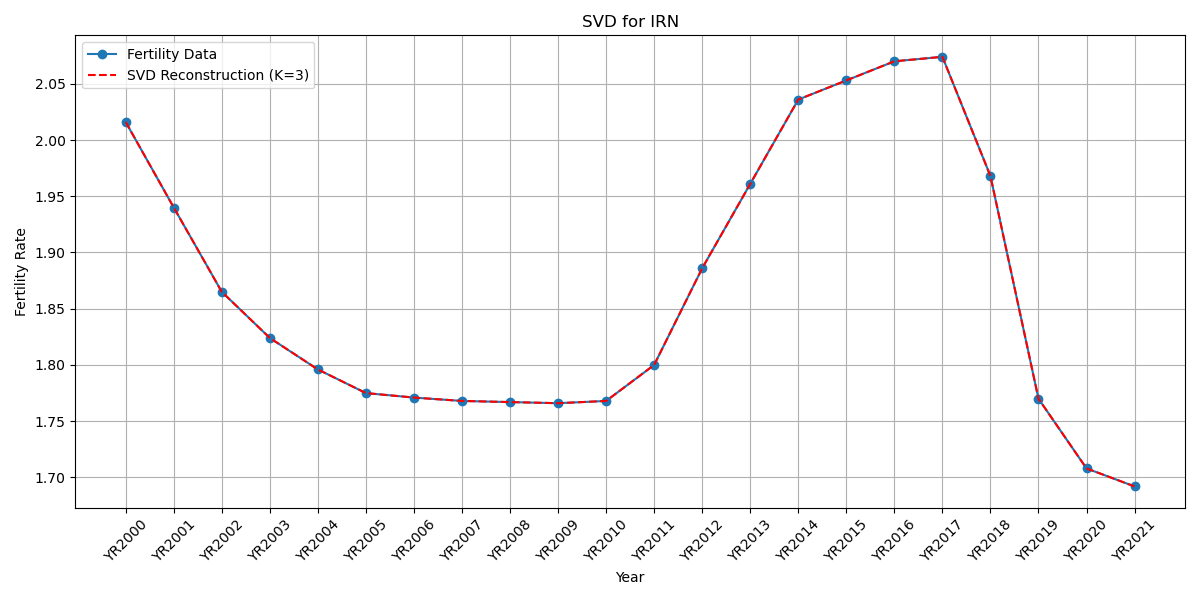 SVD for IRN
Fertility Data
SVD Reconstruction (K=3)
Fertility Rate
2.05
2.00
1.95
1.90
1.85
1.80
1.75
1.70
YR2000
YR2001
YR2002
YR2003
YR2004
YR2005
YR2006
YR2007
YR2008
YR2009
YR2010
YR2011
YR2012
YR2013
YR2014
YR2015
YR2016
YR2017
YR2018
YR2019
YR2020
YR2021
Year